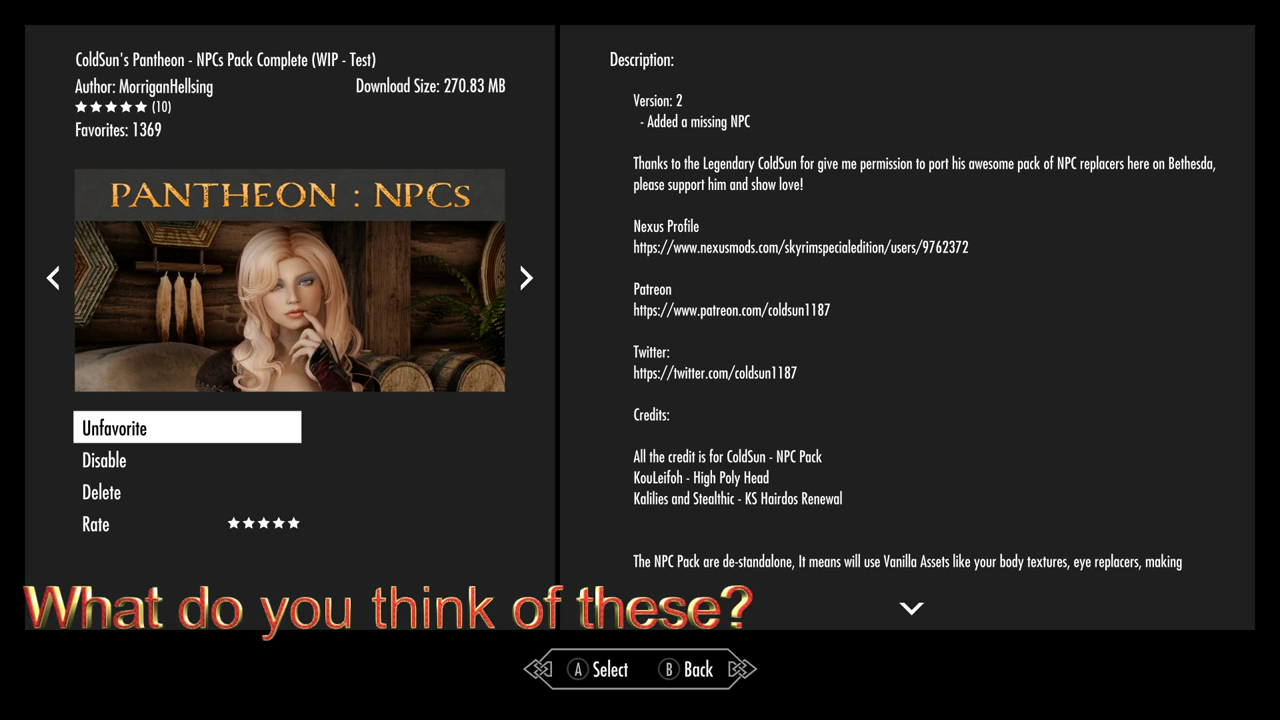 ColdSun's Pantheon - NPCs Pack Complete (WIP - Test)
Author: MorriganHellsing
Download Size: 270.83 MB
★★★★★ (10)
Favorites: 1369
PANTHEON : NPCs
Unfavorite
Disable
Delete
Rate ★★★★★
Description:
Version: 2
- Added a missing NPC
Thanks to the Legendary ColdSun for give me permission to port his awesome pack of NPC replacers here on Bethesda,
please support him and show love!
Nexus Profile
https://www.nexusmods.com/skyrimspecialedition/users/9762372
Patreon
https://www.patreon.com/coldsun1187
Twitter:
https://twitter.com/coldsun1187
Credits:
All the credit is for ColdSun - NPC Pack
KouLeifoh - High Poly Head
Kalilies and Stealthic - KS Hairdos Renewal
The NPC Pack are de-standalone, It means will use Vanilla Assets like your body textures, eye replacers, making
What do you think of these?
A Select
B Back